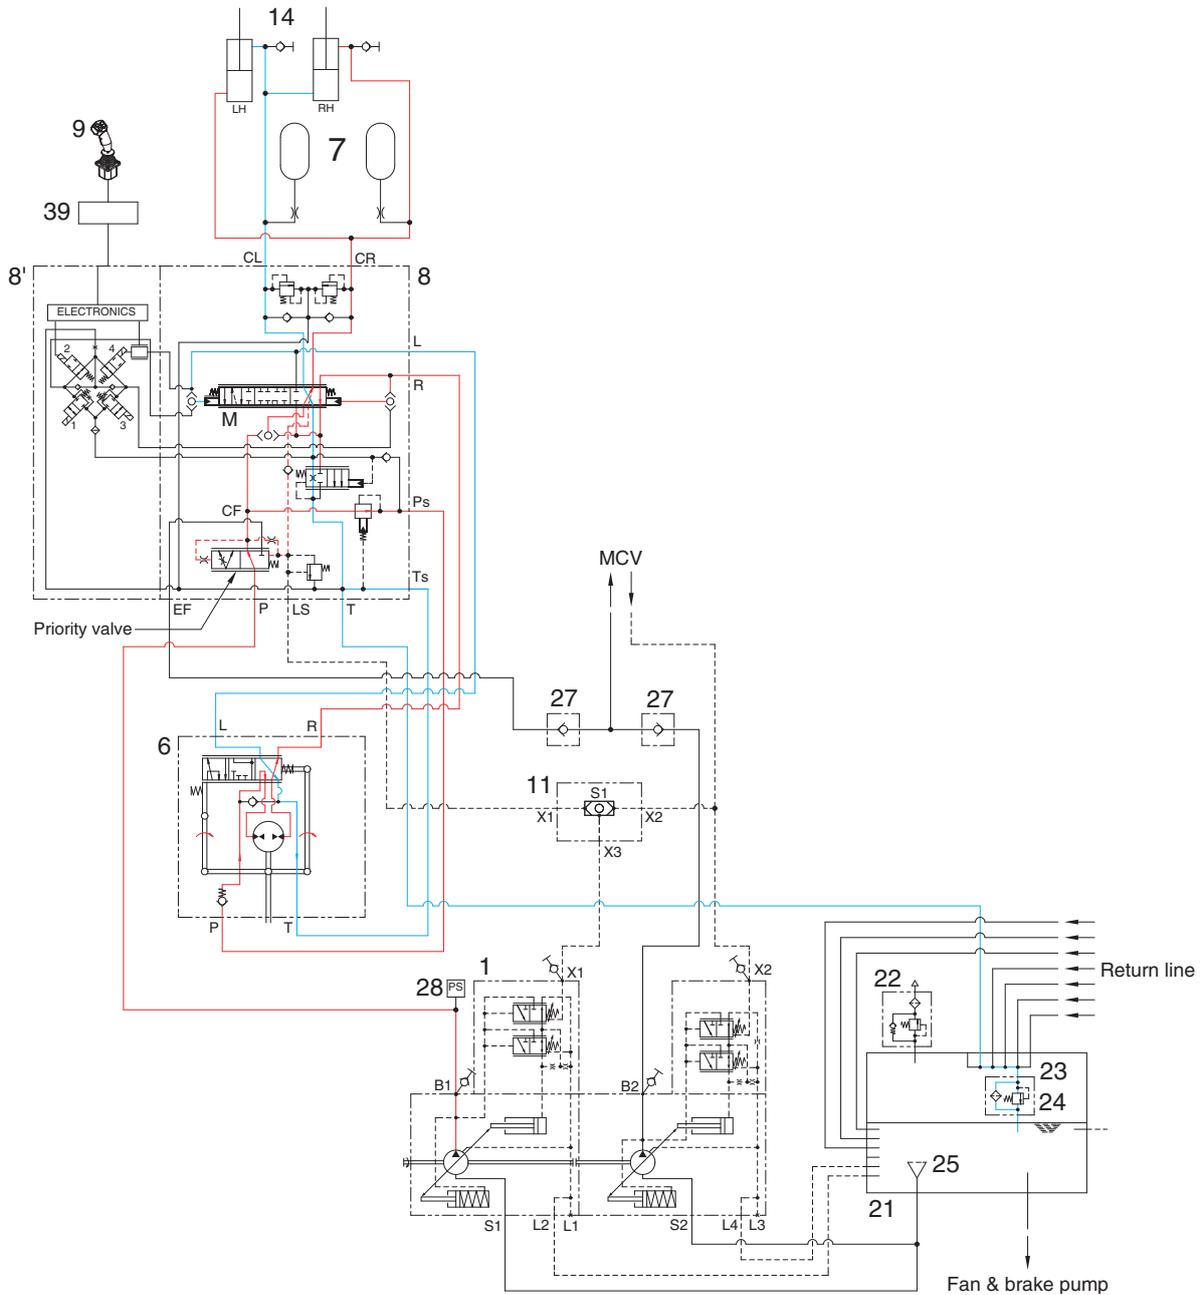 14
LH
RH
9
7
39
CL
CR
8'
8
ELECTRONICS
L
2
4
R
M
1
3
Ps
CF
MCV
Ts
EF
P
LS
T
Priority valve
27
27
L
R
6
11
S1
X1
X2
X3
P
T
1
X1
X2
28
PS
22
Return line
B1
B2
23
24
25
21
S1
L2
L1
S2
L4
L3
Fan & brake pump